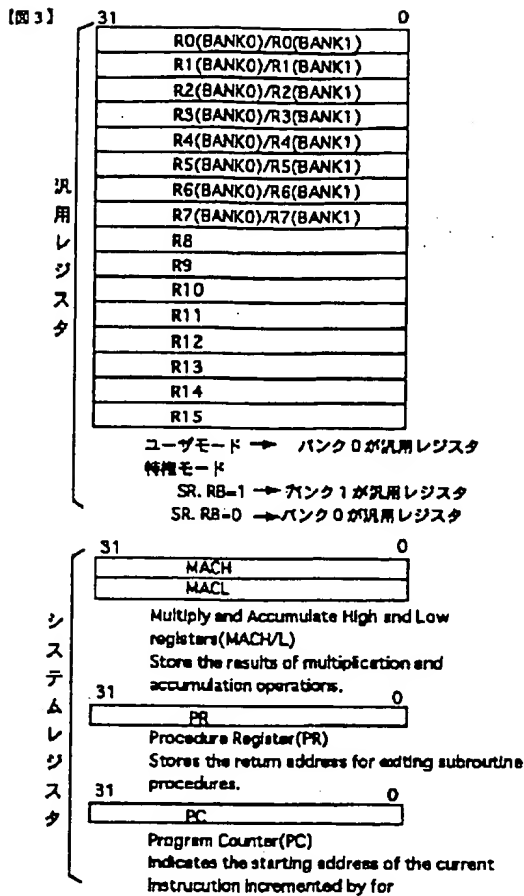 【図3】
31 0
R0(BANK0)/R0(BANK1)
R1(BANK0)/R1(BANK1)
R2(BANK0)/R2(BANK1)
R3(BANK0)/R3(BANK1)
R4(BANK0)/R4(BANK1)
R5(BANK0)/R5(BANK1)
R6(BANK0)/R6(BANK1)
R7(BANK0)/R7(BANK1)
R8
R9
R10
R11
R12
R13
R14
R15
汎用レジスタ
ユーザモード → バンク0が汎用レジスタ
特権モード
SR.RB=1 → バンク1が汎用レジスタ
SR.RB=0 → バンク0が汎用レジスタ
システムレジスタ
31 0
MACH
MACL
Multiply and Accumulate High and Low
registers(MACH/L)
Store the results of multiplication and
accumulation operations.
31 0
PR
Procedure Register(PR)
Stores the return address for exiting subroutine
procedures.
31 0
PC
Program Counter(PC)
Indicates the starting address of the current
Instrucution incremented by for